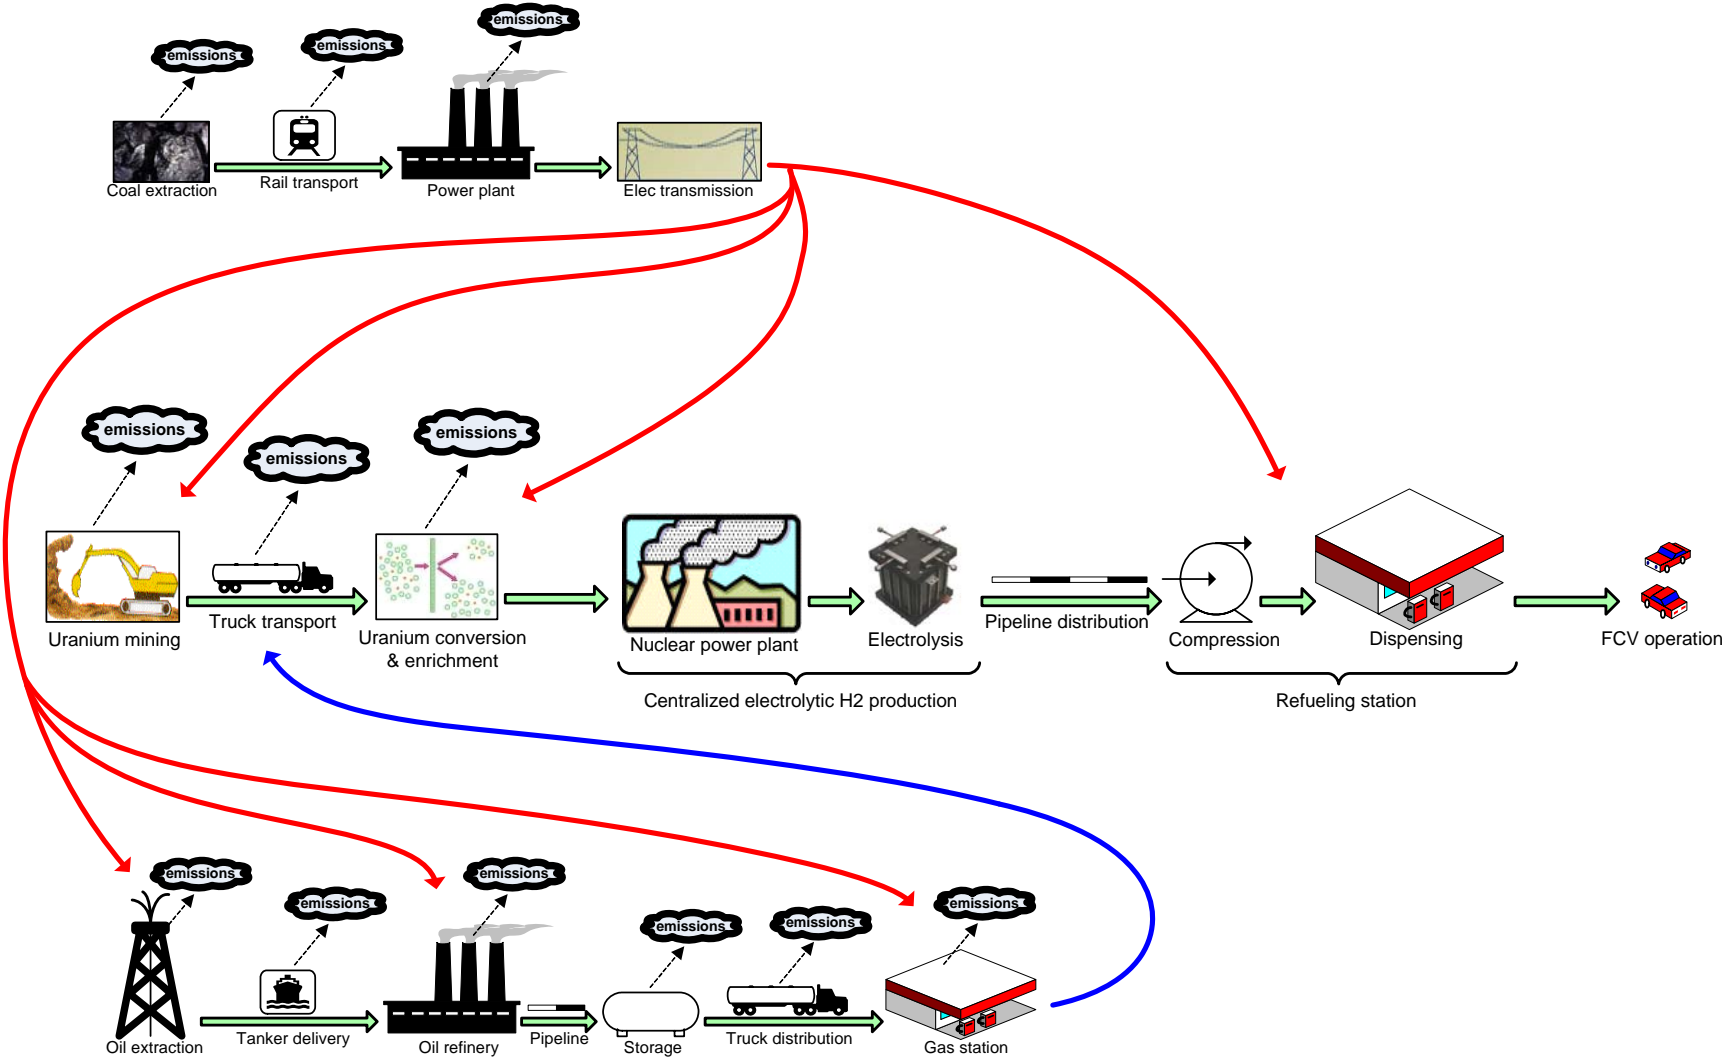 emissions
emissions
emissions
Coal extraction
Rail transport
Power plant
Elec transmission
emissions
emissions
emissions
Uranium mining
Truck transport
Uranium conversion
& enrichment
Nuclear power plant
Electrolysis
Pipeline distribution
Compression
Dispensing
FCV operation
Centralized electrolytic H2 production
Refueling station
emissions
emissions
emissions
emissions
emissions
emissions
Oil extraction
Tanker delivery
Oil refinery
Pipeline
Storage
Truck distribution
Gas station